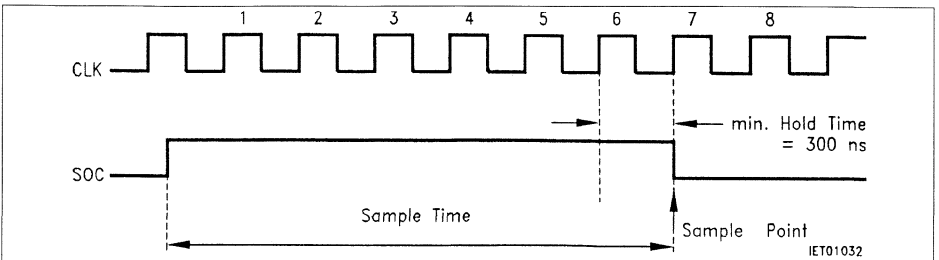 1 2 3 4 5 6 7 8
CLK
min. Hold Time
= 300 ns
SOC
Sample Time
Sample Point
IET01032